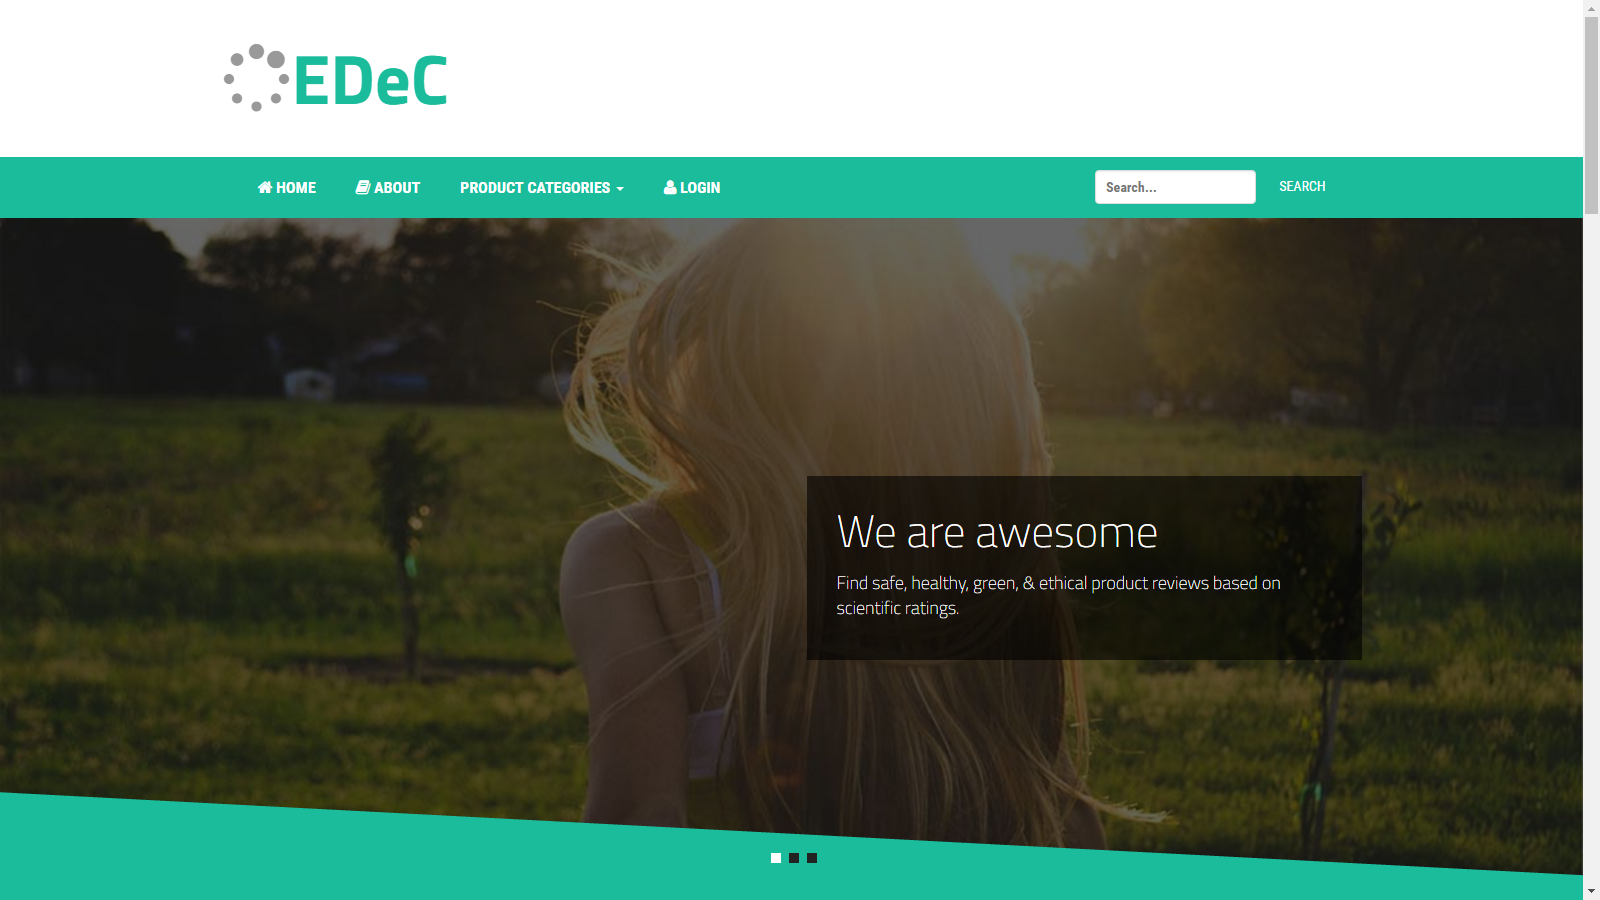 EDeC
HOME ABOUT PRODUCT CATEGORIES LOGIN Search... SEARCH
We are awesome
Find safe, healthy, green, & ethical product reviews based on
scientific ratings.